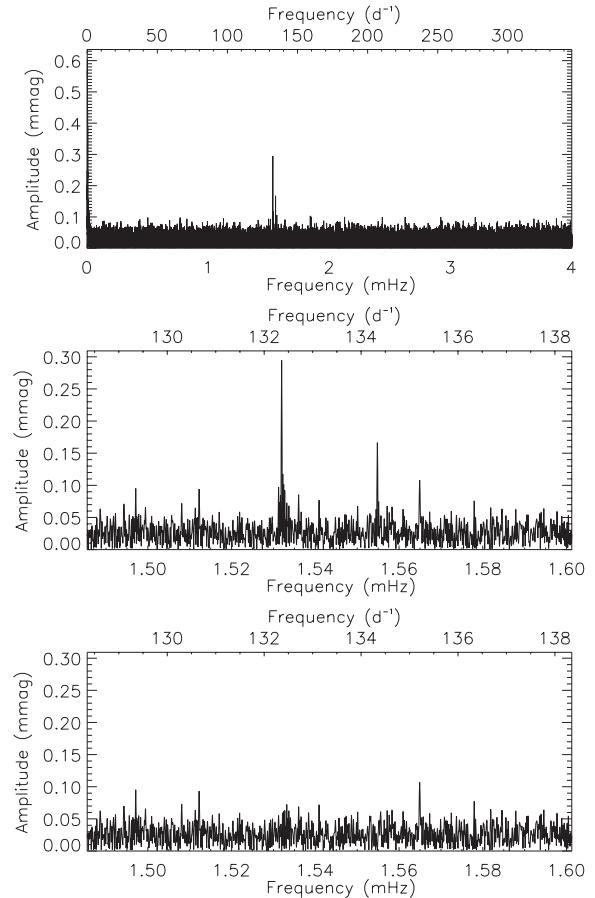 Frequency (d⁻¹)
0 50 100 150 200 250 300
0.6
0.5
0.4
0.3
0.2
0.1
0.0
Amplitude (mmag)
0 1 2 3 4
Frequency (mHz)
Frequency (d⁻¹)
130 132 134 136 138
0.30
0.25
0.20
0.15
0.10
0.05
0.00
Amplitude (mmag)
1.50 1.52 1.54 1.56 1.58 1.60
Frequency (mHz)
Frequency (d⁻¹)
130 132 134 136 138
0.30
0.25
0.20
0.15
0.10
0.05
0.00
Amplitude (mmag)
1.50 1.52 1.54 1.56 1.58 1.60
Frequency (mHz)